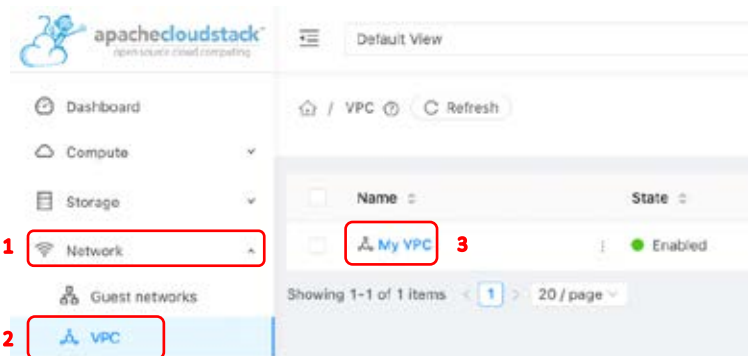 apachecloudstack™
open source cloud computing
Default View
Dashboard
/ VPC Refresh
Compute
Storage
Name
State
1 Network
My VPC 3
Enabled
Guest networks
Showing 1-1 of 1 items < 1 > 20 / page
2 VPC